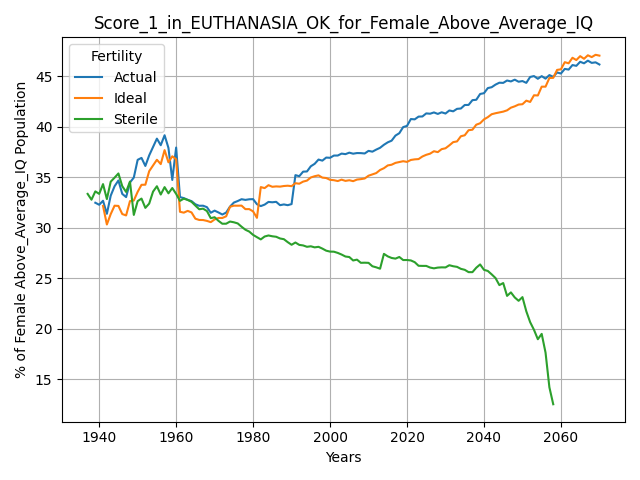 Score_1_in_EUTHANASIA_OK_for_Female_Above_Average_IQ
Fertility
Actual
Ideal
Sterile
% of Female Above_Average_IQ Population
45
40
35
30
25
20
15
1940 1960 1980 2000 2020 2040 2060
Years